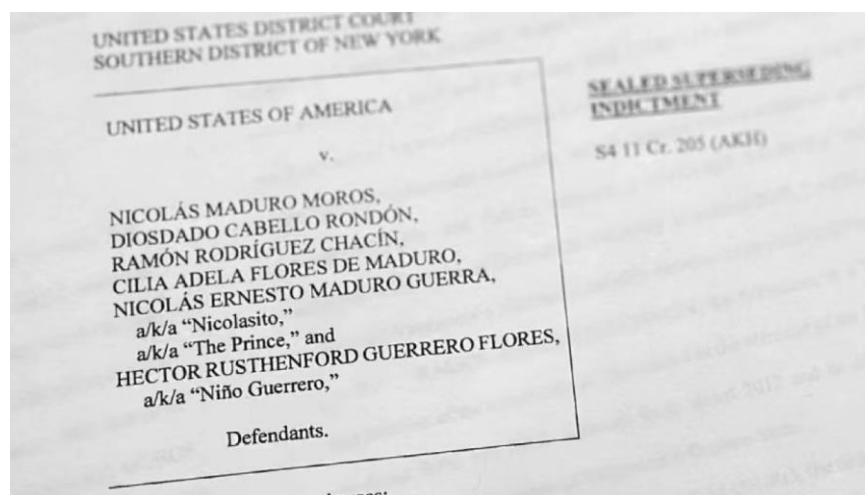 UNITED STATES DISTRICT COURT
SOUTHERN DISTRICT OF NEW YORK
UNITED STATES OF AMERICA
v.
NICOLÁS MADURO MOROS,
DIOSDADO CABELLO RONDÓN,
RAMÓN RODRÍGUEZ CHACÍN,
CILIA ADELA FLORES DE MADURO,
NICOLÁS ERNESTO MADURO GUERRA,
a/k/a “Nicolasito,”
a/k/a “The Prince,” and
HECTOR RUSTHENFORD GUERRERO FLORES,
a/k/a “Niño Guerrero,”
Defendants.
SEALED SUPERSEDING
INDICTMENT
S4 11 Cr. 205 (AKH)